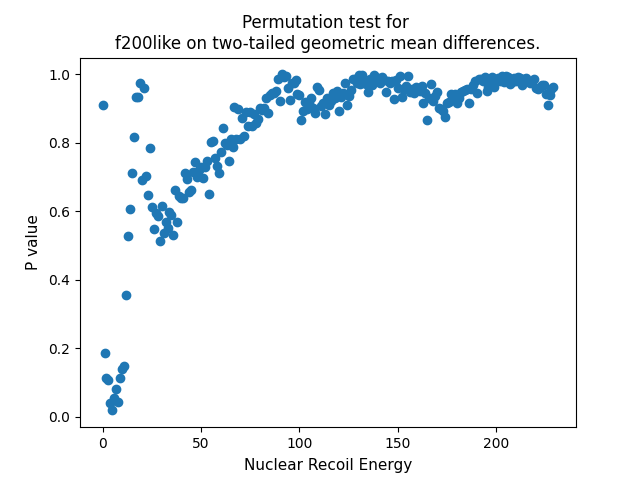 Permutation test for
f200like on two-tailed geometric mean differences.
1.0
0.8
0.6
0.4
0.2
0.0
P value
0 50 100 150 200
Nuclear Recoil Energy